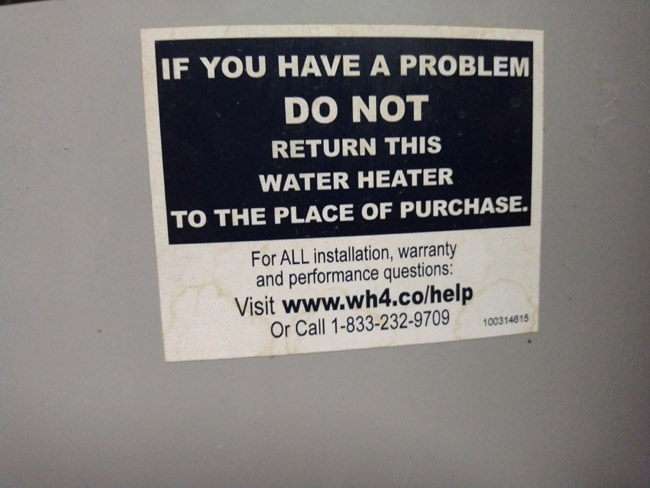 IF YOU HAVE A PROBLEM
DO NOT
RETURN THIS
WATER HEATER
TO THE PLACE OF PURCHASE.
For ALL installation, warranty
and performance questions:
Visit www.wh4.co/help
Or Call 1-833-232-9709
100314615